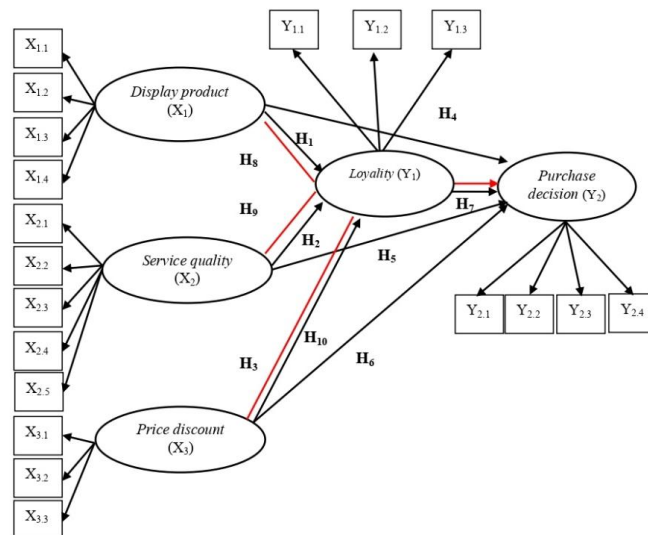 Y1.1
Y1.2
Y1.3
X1.1
X1.2
X1.3
X1.4
Display product
(X1)
H1
H4
H8
Loyality (Y1)
Purchase
decision (Y2)
H7
H9
H2
X2.1
X2.2
X2.3
X2.4
X2.5
Service quality
(X2)
H5
Y2.1
Y2.2
Y2.3
Y2.4
H3
H10
H6
Price discount
(X3)
X3.1
X3.2
X3.3